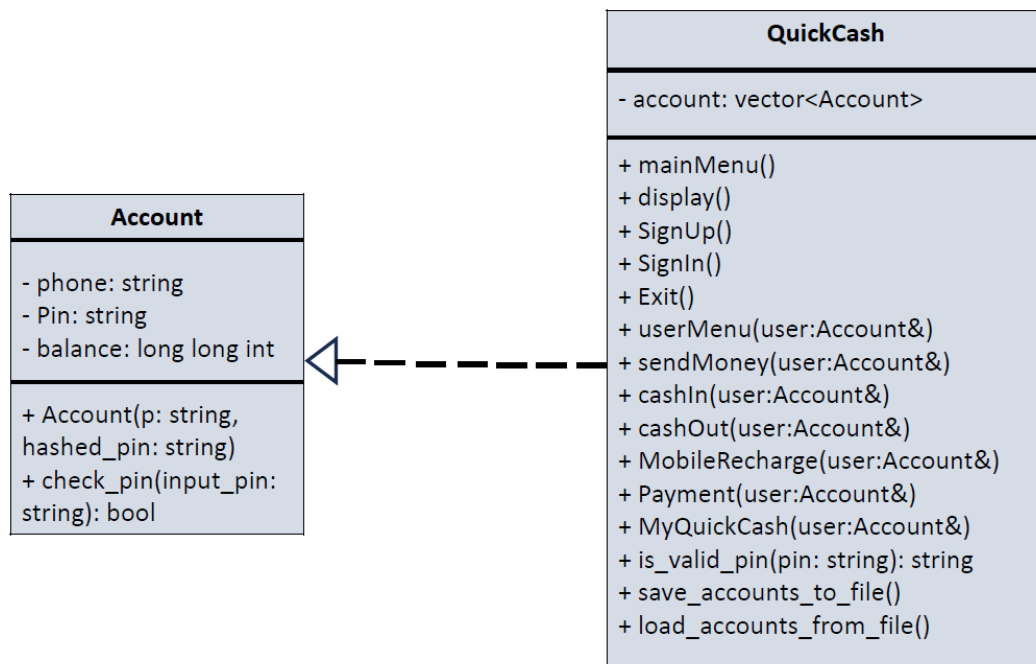 Account
- phone: string
- Pin: string
- balance: long long int
+ Account(p: string,
hashed_pin: string)
+ check_pin(input_pin:
string): bool
QuickCash
- account: vector<Account>
+ mainMenu()
+ display()
+ SignUp()
+ SignIn()
+ Exit()
+ userMenu(user:Account&)
+ sendMoney(user:Account&)
+ cashIn(user:Account&)
+ cashOut(user:Account&)
+ MobileRecharge(user:Account&)
+ Payment(user:Account&)
+ MyQuickCash(user:Account&)
+ is_valid_pin(pin: string): string
+ save_accounts_to_file()
+ load_accounts_from_file()